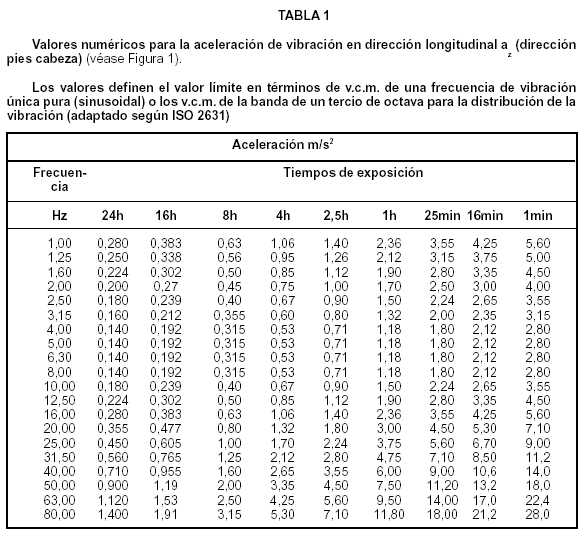 TABLA 1
Valores numéricos para la aceleración de vibración en dirección longitudinal a z (dirección
pies cabeza) (véase Figura 1).
Los valores definen el valor límite en términos de v.c.m. de una frecuencia de vibración
única pura (sinusoidal) o los v.c.m. de la banda de un tercio de octava para la distribución de la
vibración (adaptado según ISO 2631)
Aceleración m/s²
Frecuen- Tiempos de exposición
cia
Hz 24h 16h 8h 4h 2,5h 1h 25min 16min 1min
1,00 0,280 0,383 0,63 1,06 1,40 2,36 3,55 4,25 5,60
1.25 0,250 0,338 0,56 0,95 1,26 2,12 3,15 3,75 5,00
1.60 0,224 0,302 0,50 0,85 1,12 1,90 2,80 3,35 4,50
2,00 0,200 0,27 0,45 0,75 1,00 1,70 2,50 3,00 4,00
2,50 0,180 0,239 0,40 0,67 0,90 1,50 2,24 2,65 3,55
3,15 0,160 0,212 0,355 0,60 0,80 1,32 2,00 2,35 3,15
4,00 0,140 0,192 0,315 0,53 0,71 1,18 1,80 2,12 2,80
5,00 0,140 0,192 0,315 0,53 0,71 1,18 1,80 2,12 2,80
6,30 0,140 0,192 0,315 0,53 0,71 1,18 1,80 2,12 2,80
8,00 0,140 0,192 0,315 0,53 0,71 1,18 1,80 2,12 2,80
10,00 0,180 0,239 0,40 0,67 0,90 1,50 2,24 2,65 3,55
12,50 0,224 0,302 0,50 0,85 1,12 1,90 2,80 3,35 4,50
16,00 0,280 0,383 0,63 1,06 1,40 2,36 3,55 4,25 5,60
20,00 0,355 0,477 0,80 1,32 1,80 3,00 4,50 5,30 7,10
25,00 0,450 0,605 1,00 1,70 2,24 3,75 5,60 6,70 9,00
31,50 0,560 0,765 1,25 2,12 2,80 4,75 7,10 8,50 11,2
40,00 0,710 0,955 1,60 2,65 3,55 6,00 9,00 10,6 14,0
50,00 0,900 1,19 2,00 3,35 4,50 7,50 11,20 13,2 18,0
63,00 1,120 1,53 2,50 4,25 5,60 9,50 14,00 17,0 22,4
80,00 1,400 1,91 3,15 5,30 7,10 11,80 18,00 21,2 28,0